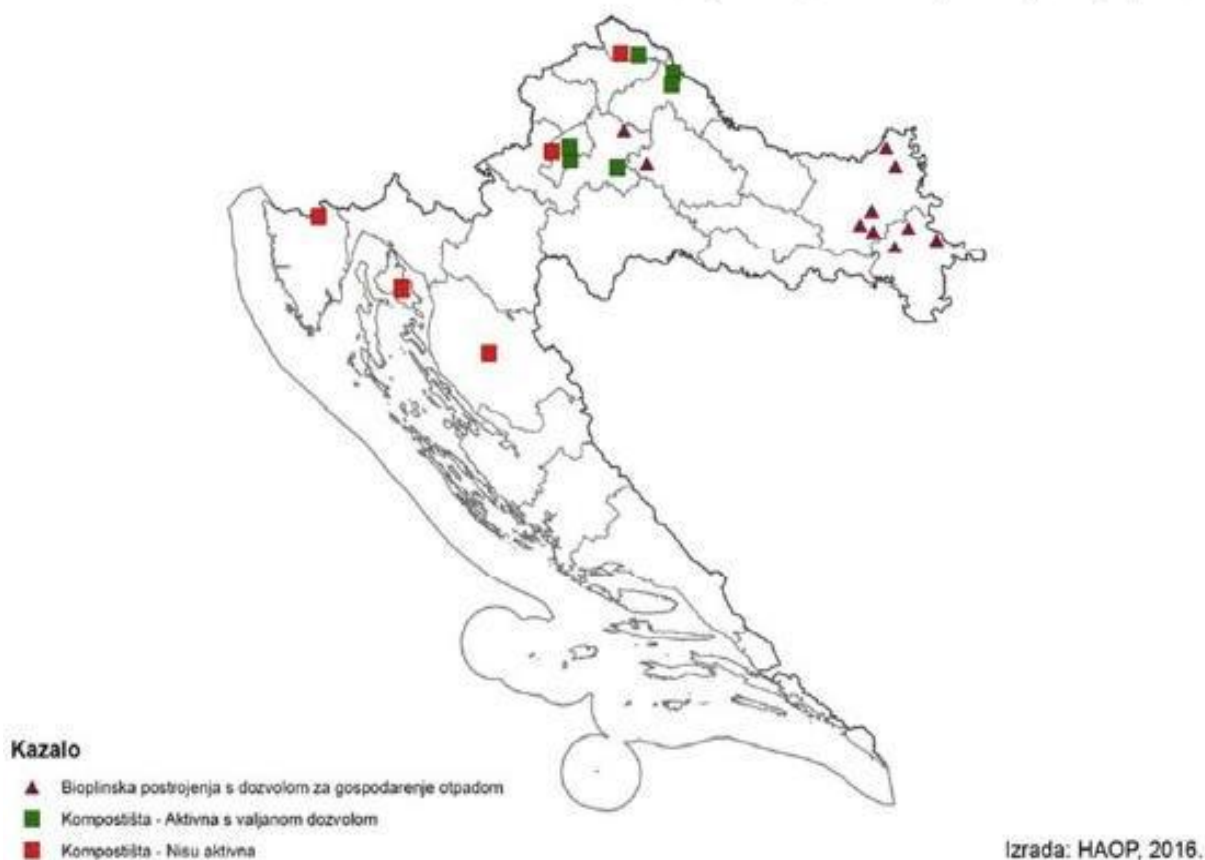 Kazalo
Bioplinska postrojenja s dozvolom za gospodarenje otpadom
Kompostišta - Aktivna s valjanom dozvolom
Kompostišta - Nisu aktivna
Izrada: HAOP, 2016.